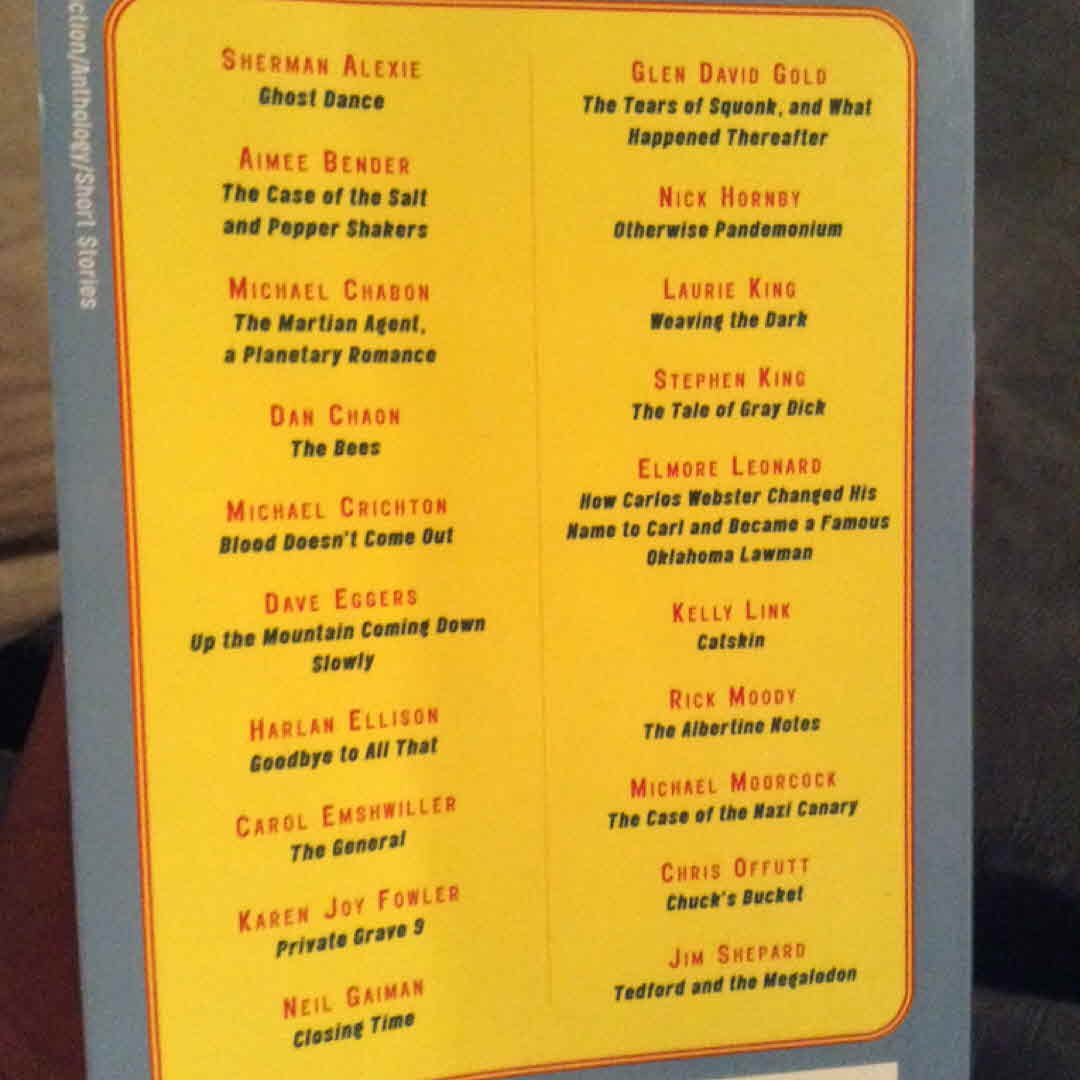 ction/Anthology/Short Stories
SHERMAN ALEXIE
Ghost Dance
AIMEE BENDER
The Case of the Salt
and Pepper Shakers
MICHAEL CHABON
The Martian Agent,
a Planetary Romance
DAN CHAON
The Bees
MICHAEL CRICHTON
Blood Doesn't Come Out
DAVE EGGERS
Up the Mountain Coming Down
Slowly
HARLAN ELLISON
Goodbye to All That
CAROL EMSHWILLER
The General
KAREN JOY FOWLER
Private Grave 9
NEIL GAIMAN
Closing Time
GLEN DAVID GOLD
The Tears of Squonk, and What
Happened Thereafter
NICK HORNBY
Otherwise Pandemonium
LAURIE KING
Weaving the Dark
STEPHEN KING
The Tale of Gray Dick
ELMORE LEONARD
How Carlos Webster Changed His
Name to Carl and Became a Famous
Oklahoma Lawman
KELLY LINK
Catskin
RICK MOODY
The Albertine Notes
MICHAEL MOORCOCK
The Case of the Nazi Canary
CHRIS OFFUTT
Chuck's Bucket
JIM SHEPARD
Tedford and the Megalodon